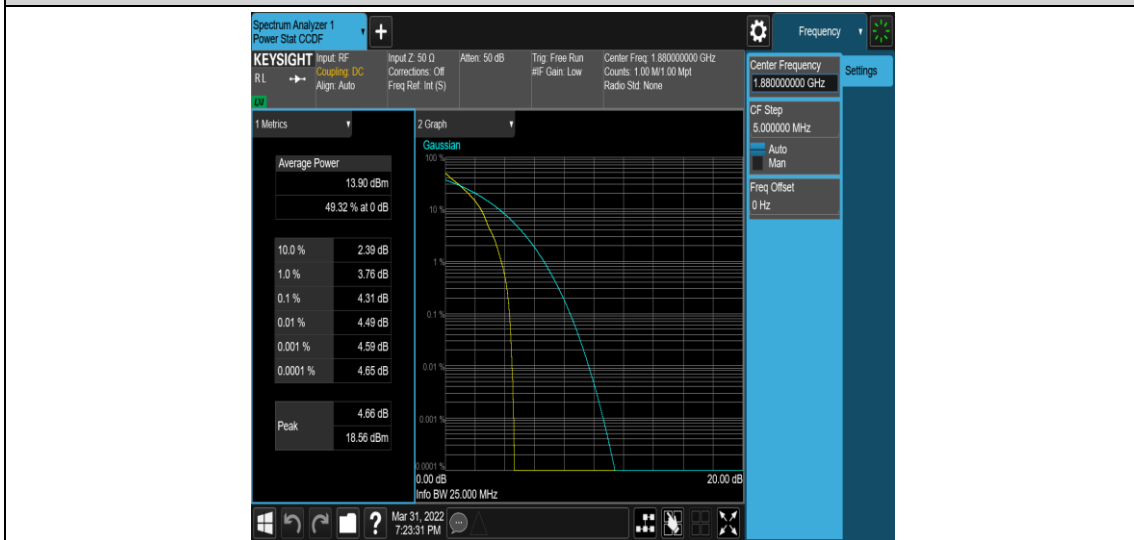 Spectrum Analyzer 1
Power Stat CCDF
+
Frequency
KEYSIGHT
Input: RF
Input Z: 50 Ω
Atten: 50 dB
Trig: Free Run
Center Freq: 1.880000000 GHz
RL
Coupling: DC
Corrections: Off
#IF Gain: Low
Counts: 1.00 M/1.00 Mpt
Align: Auto
Freq Ref: Int (S)
Radio Std: None
Center Frequency
1.880000000 GHz
Settings
CF Step
5.000000 MHz
Auto
Man
Freq Offset
0 Hz
1 Metrics
2 Graph
Average Power
13.90 dBm
49.32 % at 0 dB
10.0 % 2.39 dB
1.0 % 3.76 dB
0.1 % 4.31 dB
0.01 % 4.49 dB
0.001 % 4.59 dB
0.0001 % 4.65 dB
Peak
4.66 dB
18.56 dBm
Gaussian
100 %
10 %
1 %
0.1 %
0.01 %
0.001 %
0.0001 %
0.00 dB
20.00 dB
Info BW 25.000 MHz
?
Mar 31, 2022
7:23:31 PM